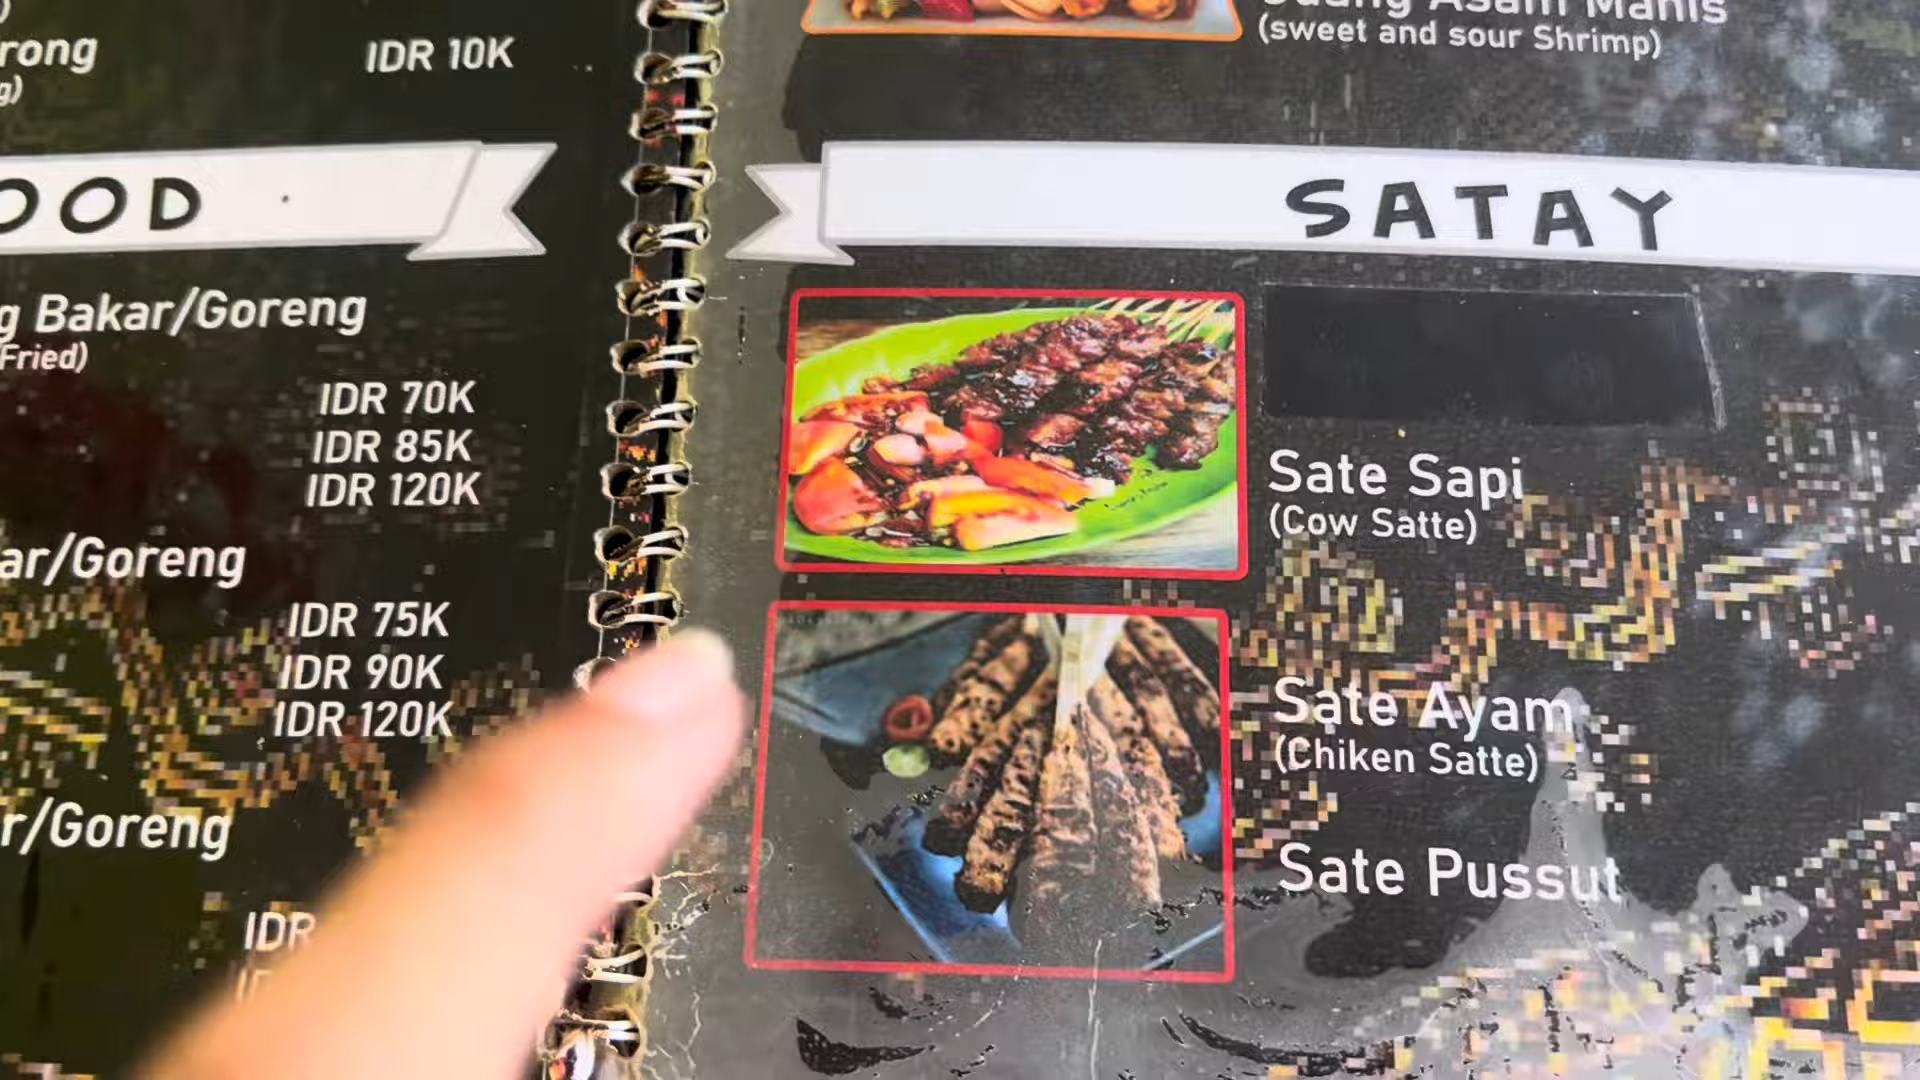 IDR 10K
OOD
Bakar/Goreng
Fried)
IDR 70K
IDR 85K
IDR 120K
ar/Goreng
IDR 75K
IDR 90K
IDR 120K
r/Goreng
IDR
Asam Manis
(sweet and sour Shrimp)
SATAY
Sate Sapi
(Cow Satte)
Sate Ayam
(Chiken Satte)
Sate Pussut